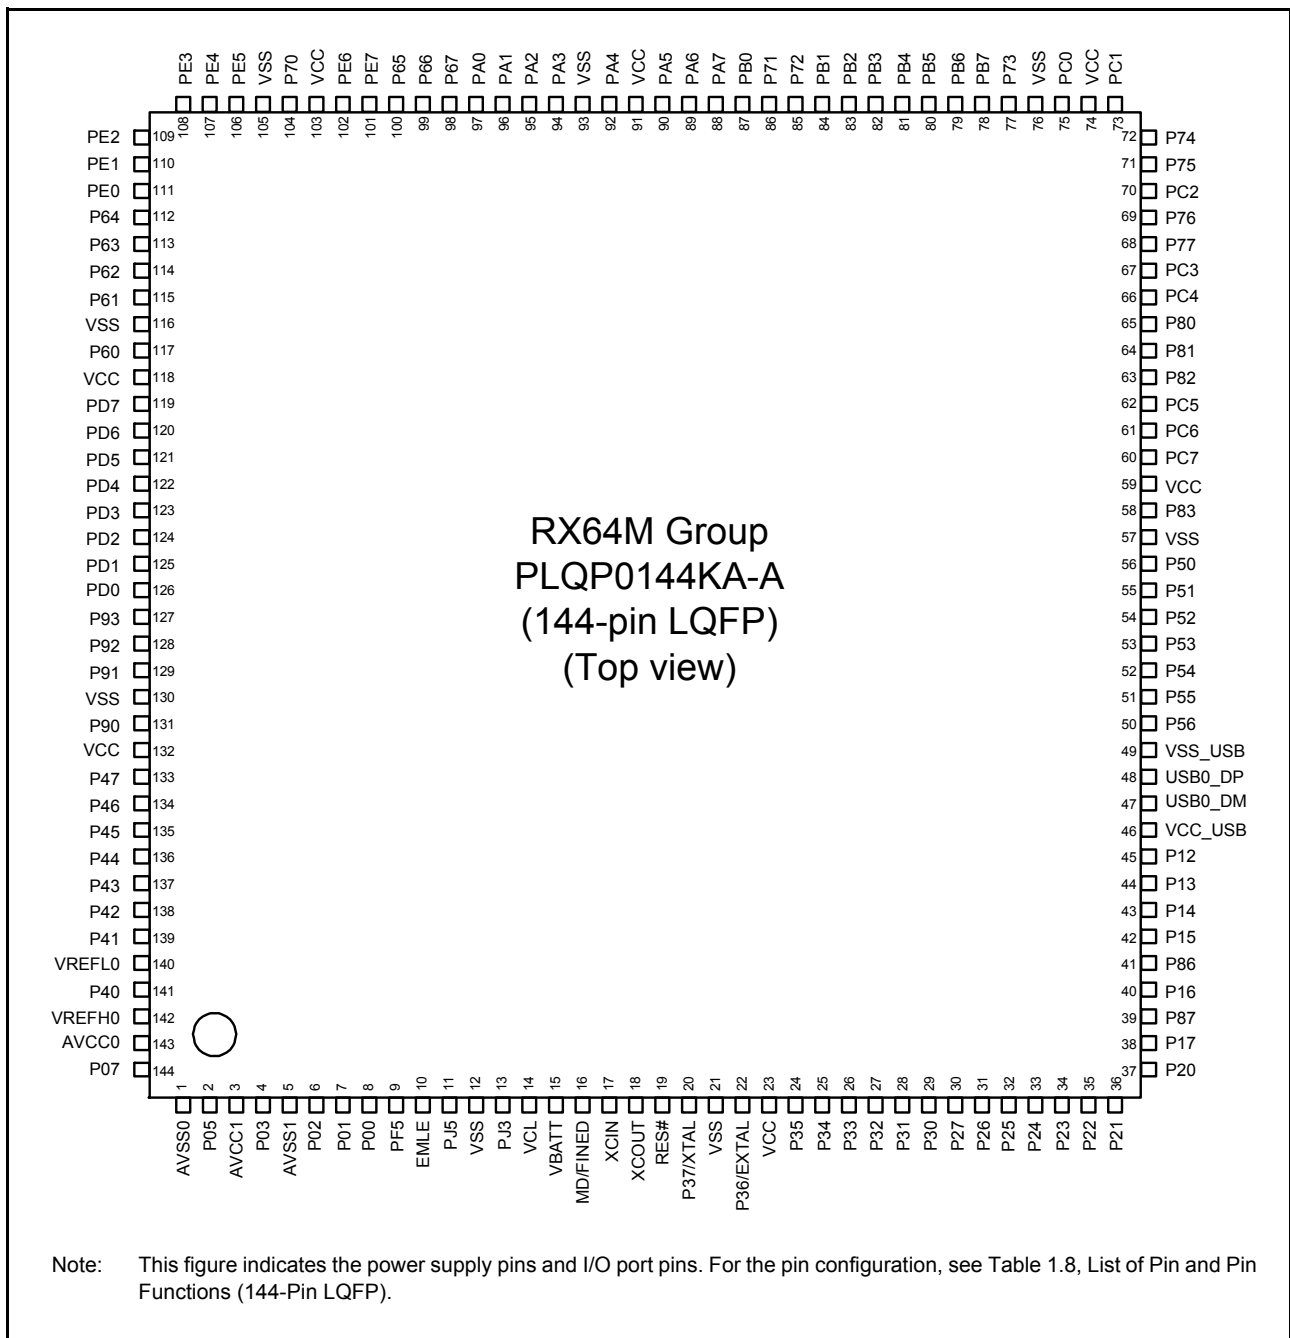 PE3 PE4 PE5 VSS P70 VCC PE6 PE7 P65 P66 P67 PA0 PA1 PA2 PA3 VSS PA4 VCC PA5 PA6 PA7 PB0 P71 P72 PB1 PB2 PB3 PB4 PB5 PB6 PB7 P73 VSS PC0 VCC PC1
108 107 106 105 104 103 102 101 100 99 98 97 96 95 94 93 92 91 90 89 88 87 86 85 84 83 82 81 80 79 78 77 76 75 74 73
PE2 109 72 P74
PE1 110 71 P75
PE0 111 70 PC2
P64 112 69 P76
P63 113 68 P77
P62 114 67 PC3
P61 115 66 PC4
VSS 116 65 P80
P60 117 64 P81
VCC 118 63 P82
PD7 119 62 PC5
PD6 120 61 PC6
PD5 121 60 PC7
PD4 122 59 VCC
PD3 123 58 P83
PD2 124 57 VSS
PD1 125 56 P50
PD0 126 55 P51
P93 127 54 P52
P92 128 53 P53
P91 129 52 P54
VSS 130 51 P55
P90 131 50 P56
VCC 132 49 VSS_USB
P47 133 48 USB0_DP
P46 134 47 USB0_DM
P45 135 46 VCC_USB
P44 136 45 P12
P43 137 44 P13
P42 138 43 P14
P41 139 42 P15
VREFL0 140 41 P86
P40 141 40 P16
VREFH0 142 39 P87
AVCC0 143 38 P17
P07 144 37 P20
RX64M Group
PLQP0144KA-A
(144-pin LQFP)
(Top view)
1 2 3 4 5 6 7 8 9 10 11 12 13 14 15 16 17 18 19 20 21 22 23 24 25 26 27 28 29 30 31 32 33 34 35 36
AVSS0 P05 AVCC1 P03 AVSS1 P02 P01 P00 PF5 EMLE PJ5 VSS PJ3 VCL VBATT MD/FINED XCIN XCOUT RES# P37/XTAL VSS P36/EXTAL VCC P35 P34 P33 P32 P31 P30 P27 P26 P25 P24 P23 P22 P21
Note: This figure indicates the power supply pins and I/O port pins. For the pin configuration, see Table 1.8, List of Pin and Pin
Functions (144-Pin LQFP).